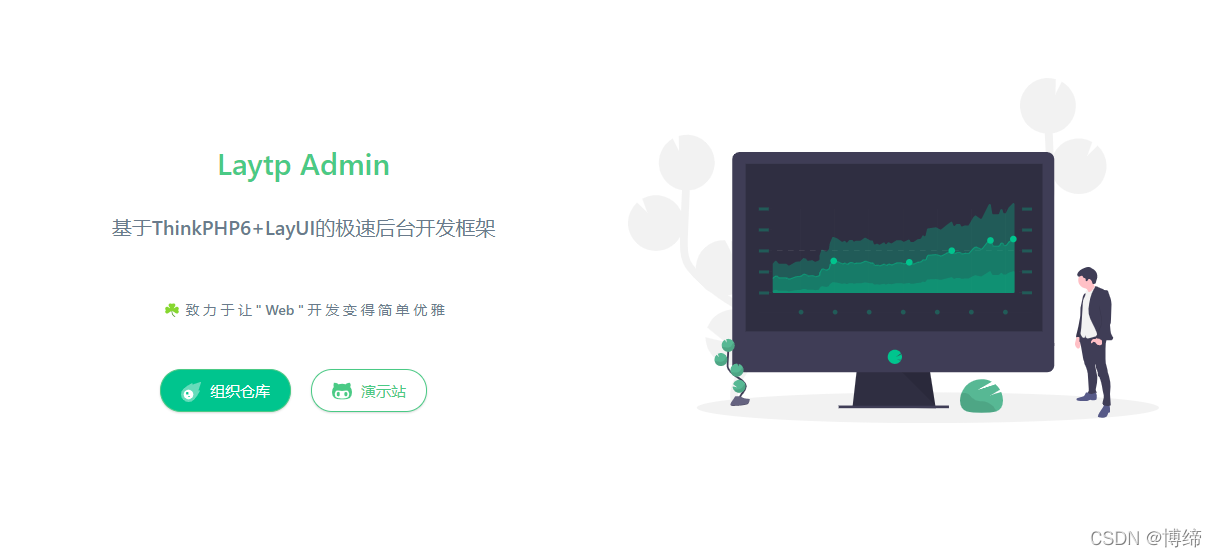 Laytp Admin
基于ThinkPHP6+LayUI的极速后台开发框架
☘️ 致力于让"Web"开发变得简单优雅
组织仓库
演示站
CSDN @博缔